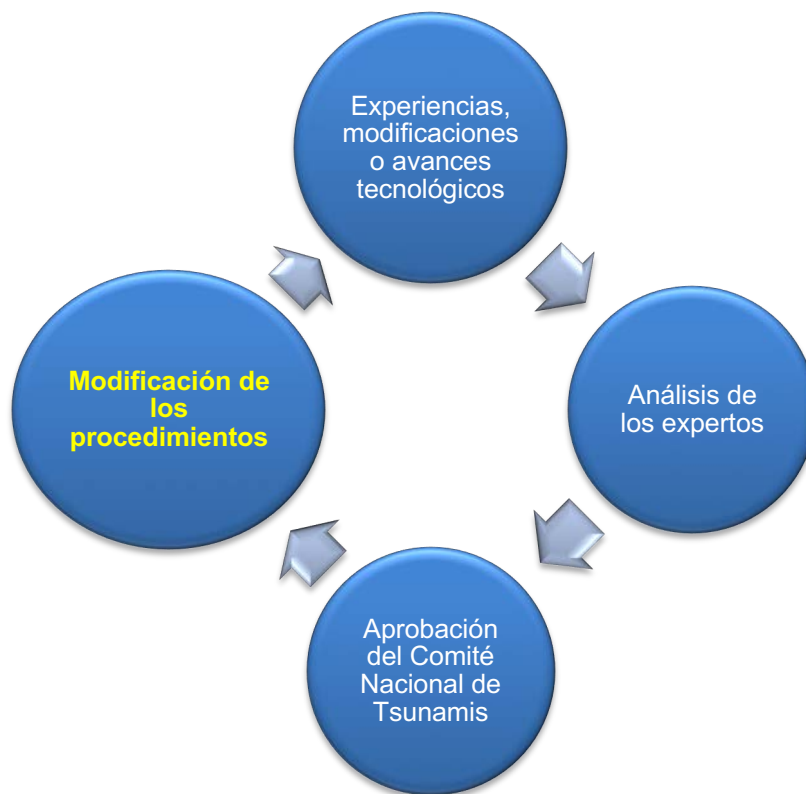 Experiencias,
modificaciones
o avances
tecnológicos
Análisis de
los expertos
Aprobación
del Comité
Nacional de
Tsunamis
Modificación de
los
procedimientos